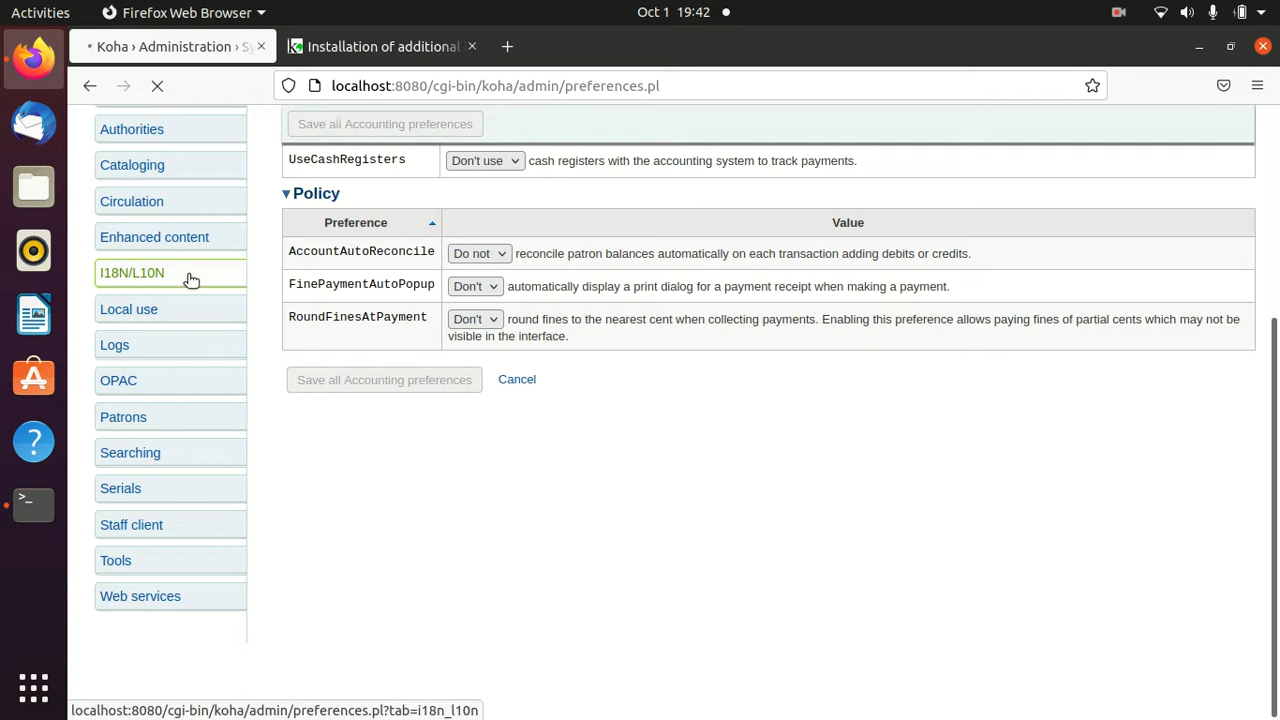 Activities
Firefox Web Browser
Oct 1 19:42
Koha › Administration › Sy
Installation of additional
localhost:8080/cgi-bin/koha/admin/preferences.pl
Authorities
Cataloging
Circulation
Enhanced content
I18N/L10N
Local use
Logs
OPAC
Patrons
Searching
Serials
Staff client
Tools
Web services
Save all Accounting preferences
UseCashRegisters
Don't use cash registers with the accounting system to track payments.
Policy
Preference
Value
AccountAutoReconcile
Do not reconcile patron balances automatically on each transaction adding debits or credits.
FinePaymentAutoPopup
Don't automatically display a print dialog for a payment receipt when making a payment.
RoundFinesAtPayment
Don't round fines to the nearest cent when collecting payments. Enabling this preference allows paying fines of partial cents which may not be
visible in the interface.
Save all Accounting preferences
Cancel
localhost:8080/cgi-bin/koha/admin/preferences.pl?tab=i18n_l10n